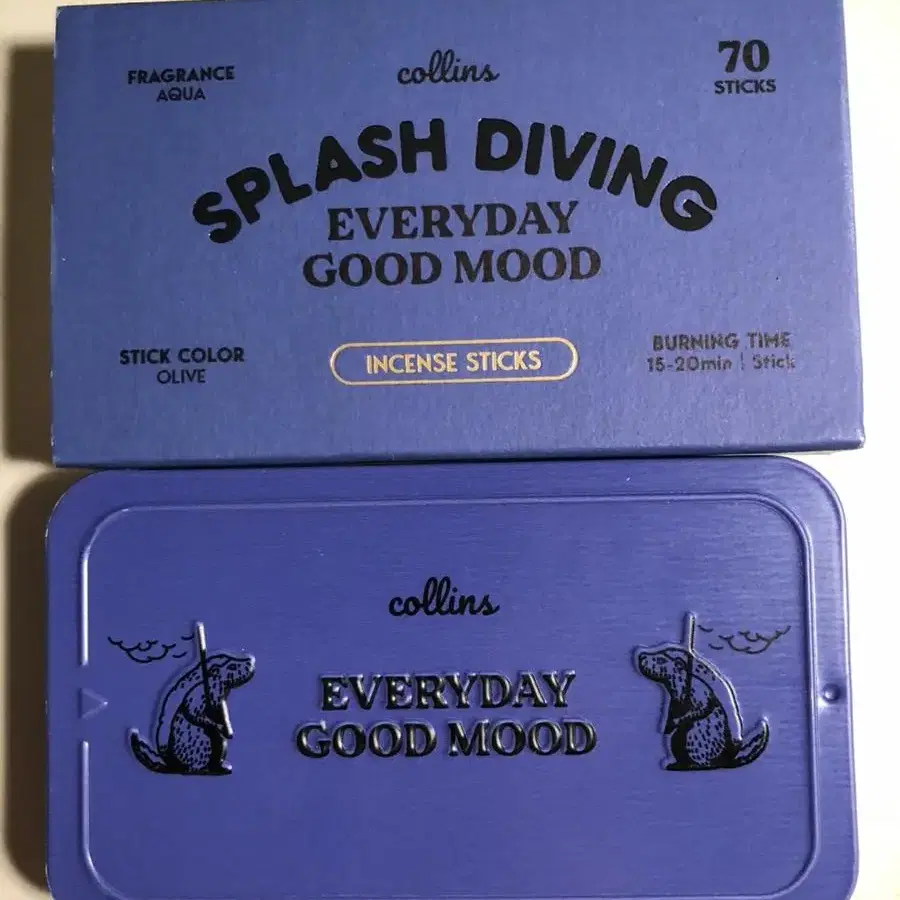 FRAGRANCE
AQUA
collins
70
STICKS
SPLASH DIVING
EVERYDAY
GOOD MOOD
STICK COLOR
OLIVE
INCENSE STICKS
BURNING TIME
15-20min | Stick
collins
EVERYDAY
GOOD MOOD